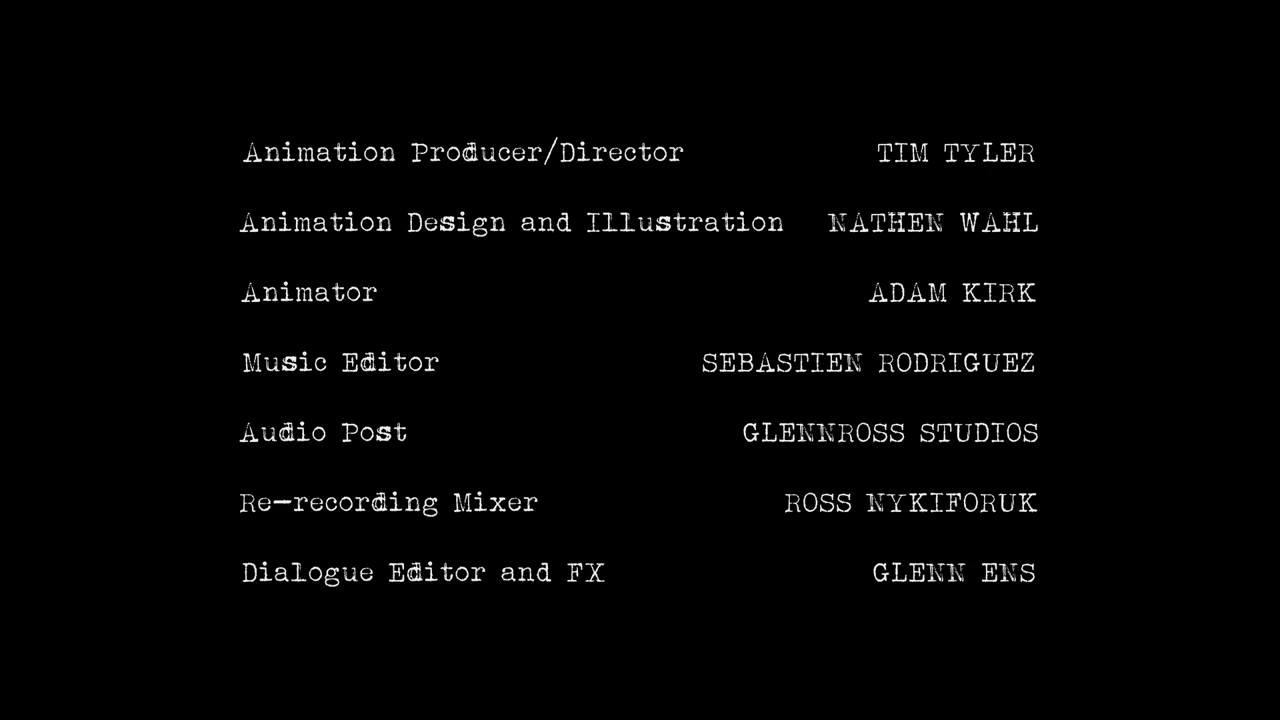 Animation Producer/Director TIM TYLER
Animation Design and Illustration NATHEN WAHL
Animator ADAM KIRK
Music Editor SEBASTIEN RODRIGUEZ
Audio Post GLENNROSS STUDIOS
Re-recording Mixer ROSS NYKIFORUK
Dialogue Editor and FX GLENN ENS